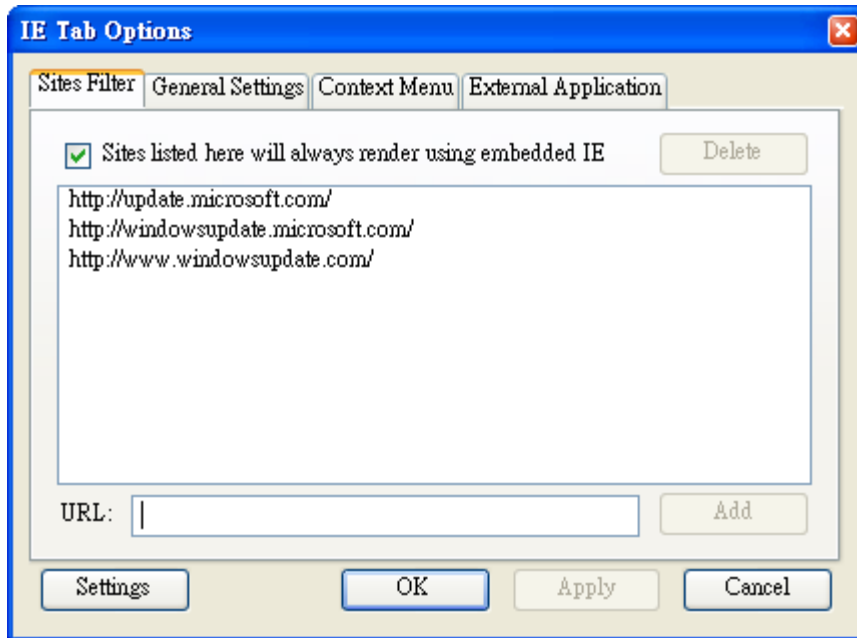 IE Tab Options
Sites Filter General Settings Context Menu External Application
Sites listed here will always render using embedded IE Delete
http://update.microsoft.com/
http://windowsupdate.microsoft.com/
http://www.windowsupdate.com/
URL: Add
Settings OK Apply Cancel